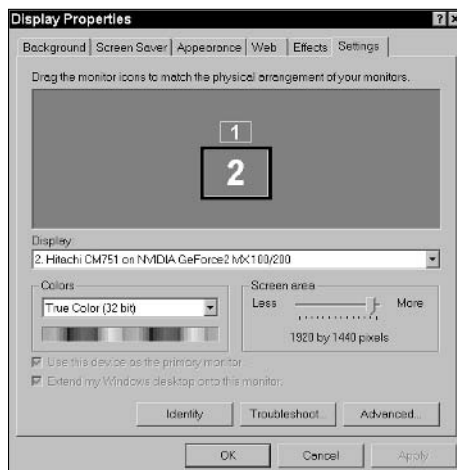 Display Properties
Background Screen Saver Appearance Web Effects Settings
Drag the monitor icons to match the physical arrangement of your monitors.
1
2
Display:
2. Hitachi CM751 on NVIDIA GeForce2 MX100/200
Colors
True Color (32 bit)
Screen area
Less More
1920 by 1440 pixels
Use this device as the primary monitor.
Extend my Windows desktop onto this monitor.
Identify Troubleshoot... Advanced...
OK Cancel Apply